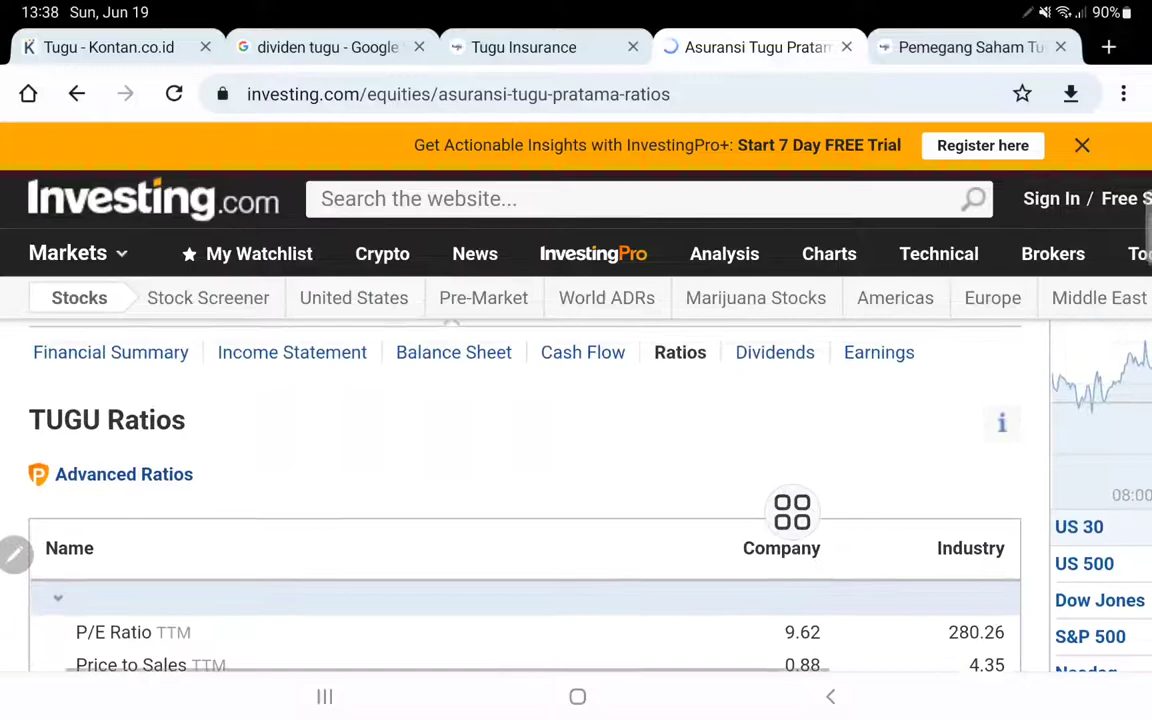 13:38 Sun, Jun 19 90%
Tugu - Kontan.co.id dividen tugu - Google Tugu Insurance Asuransi Tugu Pratam Pemegang Saham Tu
investing.com/equities/asuransi-tugu-pratama-ratios
Get Actionable Insights with InvestingPro+: Start 7 Day FREE Trial Register here
Investing.com Search the website... Sign In / Free S
Markets My Watchlist Crypto News InvestingPro Analysis Charts Technical Brokers Too
Stocks Stock Screener United States Pre-Market World ADRs Marijuana Stocks Americas Europe Middle East
Financial Summary Income Statement Balance Sheet Cash Flow Ratios Dividends Earnings
TUGU Ratios
Advanced Ratios
08:00
Name Company Industry
P/E Ratio TTM 9.62 280.26
Price to Sales TTM 0.88 4.35
US 30
US 500
Dow Jones
S&P 500
Nasdaq